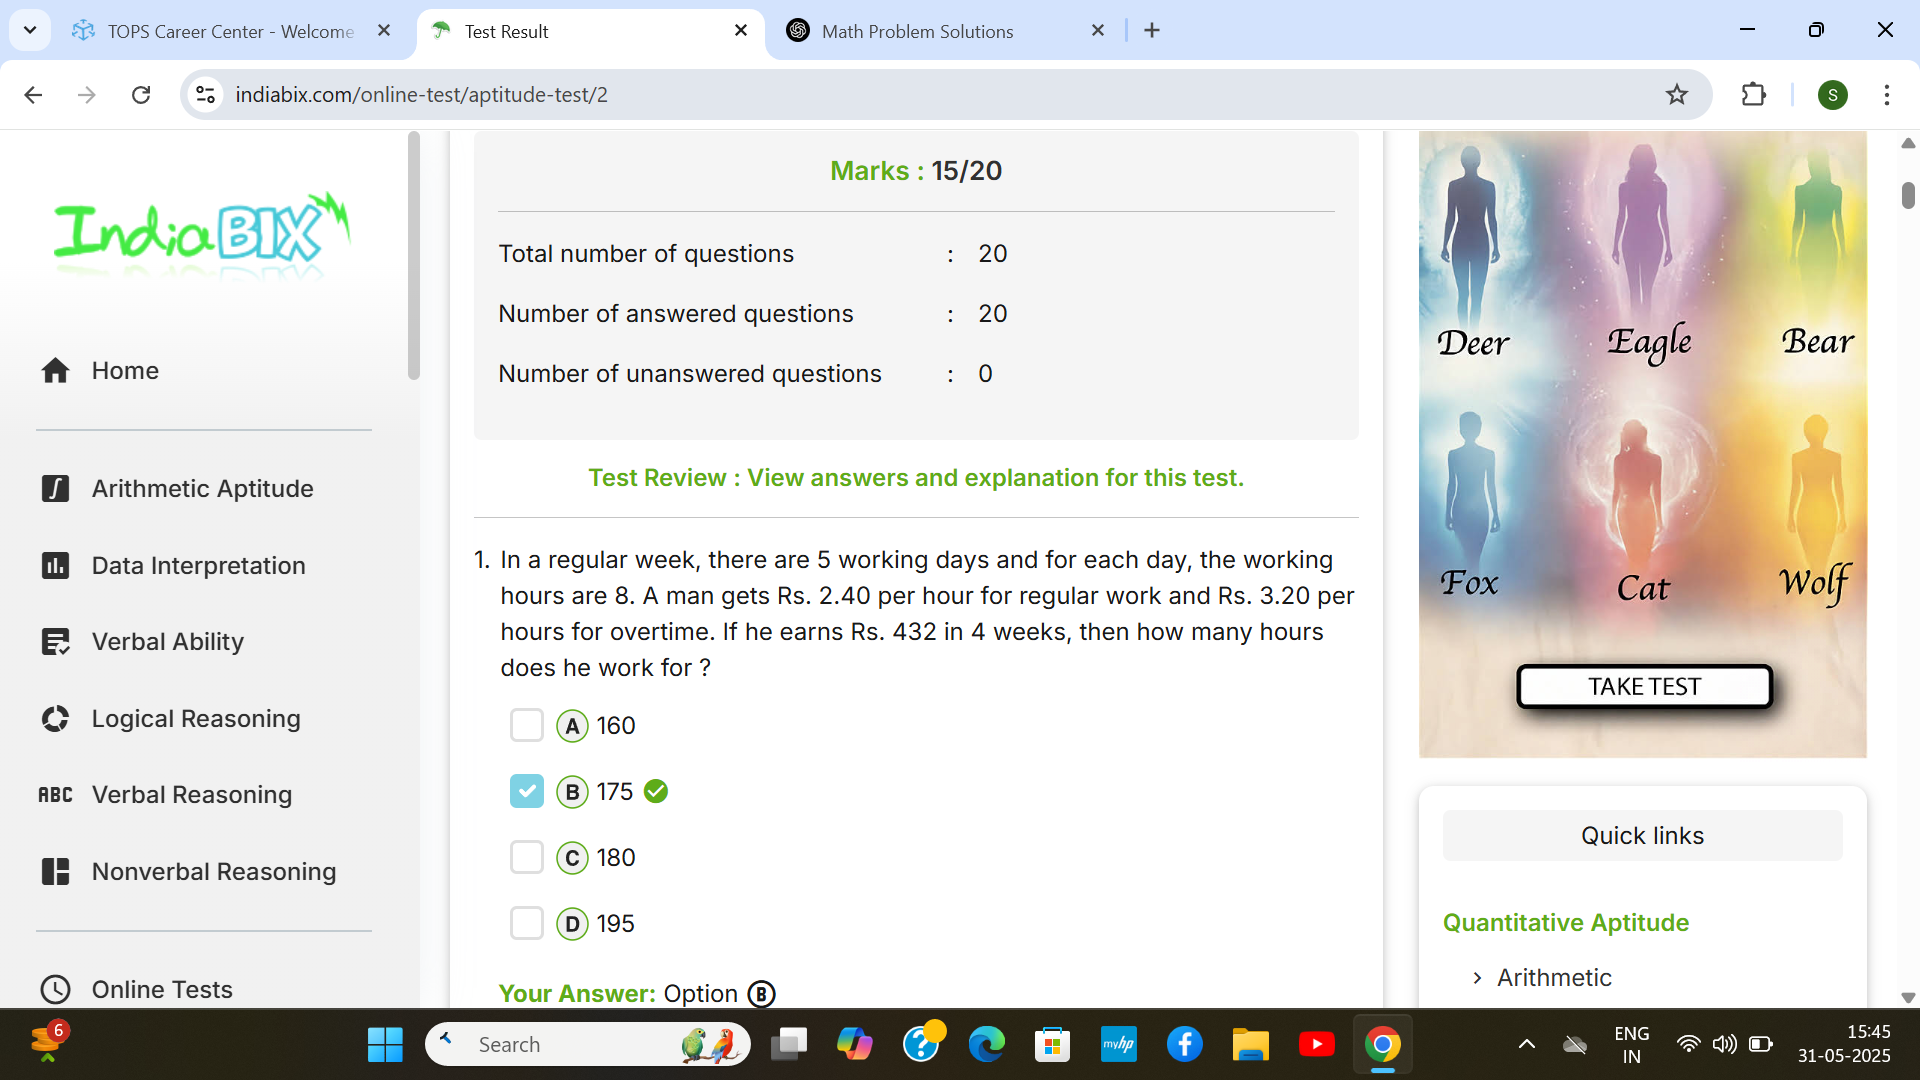 TOPS Career Center - Welcome
Test Result
Math Problem Solutions
indiabix.com/online-test/aptitude-test/2
S
IndiaBIX
Home
Arithmetic Aptitude
Data Interpretation
Verbal Ability
Logical Reasoning
ABC Verbal Reasoning
Nonverbal Reasoning
Online Tests
Marks : 15/20
Total number of questions : 20
Number of answered questions : 20
Number of unanswered questions : 0
Test Review : View answers and explanation for this test.
1. In a regular week, there are 5 working days and for each day, the working
hours are 8. A man gets Rs. 2.40 per hour for regular work and Rs. 3.20 per
hours for overtime. If he earns Rs. 432 in 4 weeks, then how many hours
does he work for ?
A 160
B 175
C 180
D 195
Your Answer: Option B
Deer Eagle Bear
Fox Cat Wolf
TAKE TEST
Quick links
Quantitative Aptitude
Arithmetic
6
Search
myhp
ENG
IN
15:45
31-05-2025